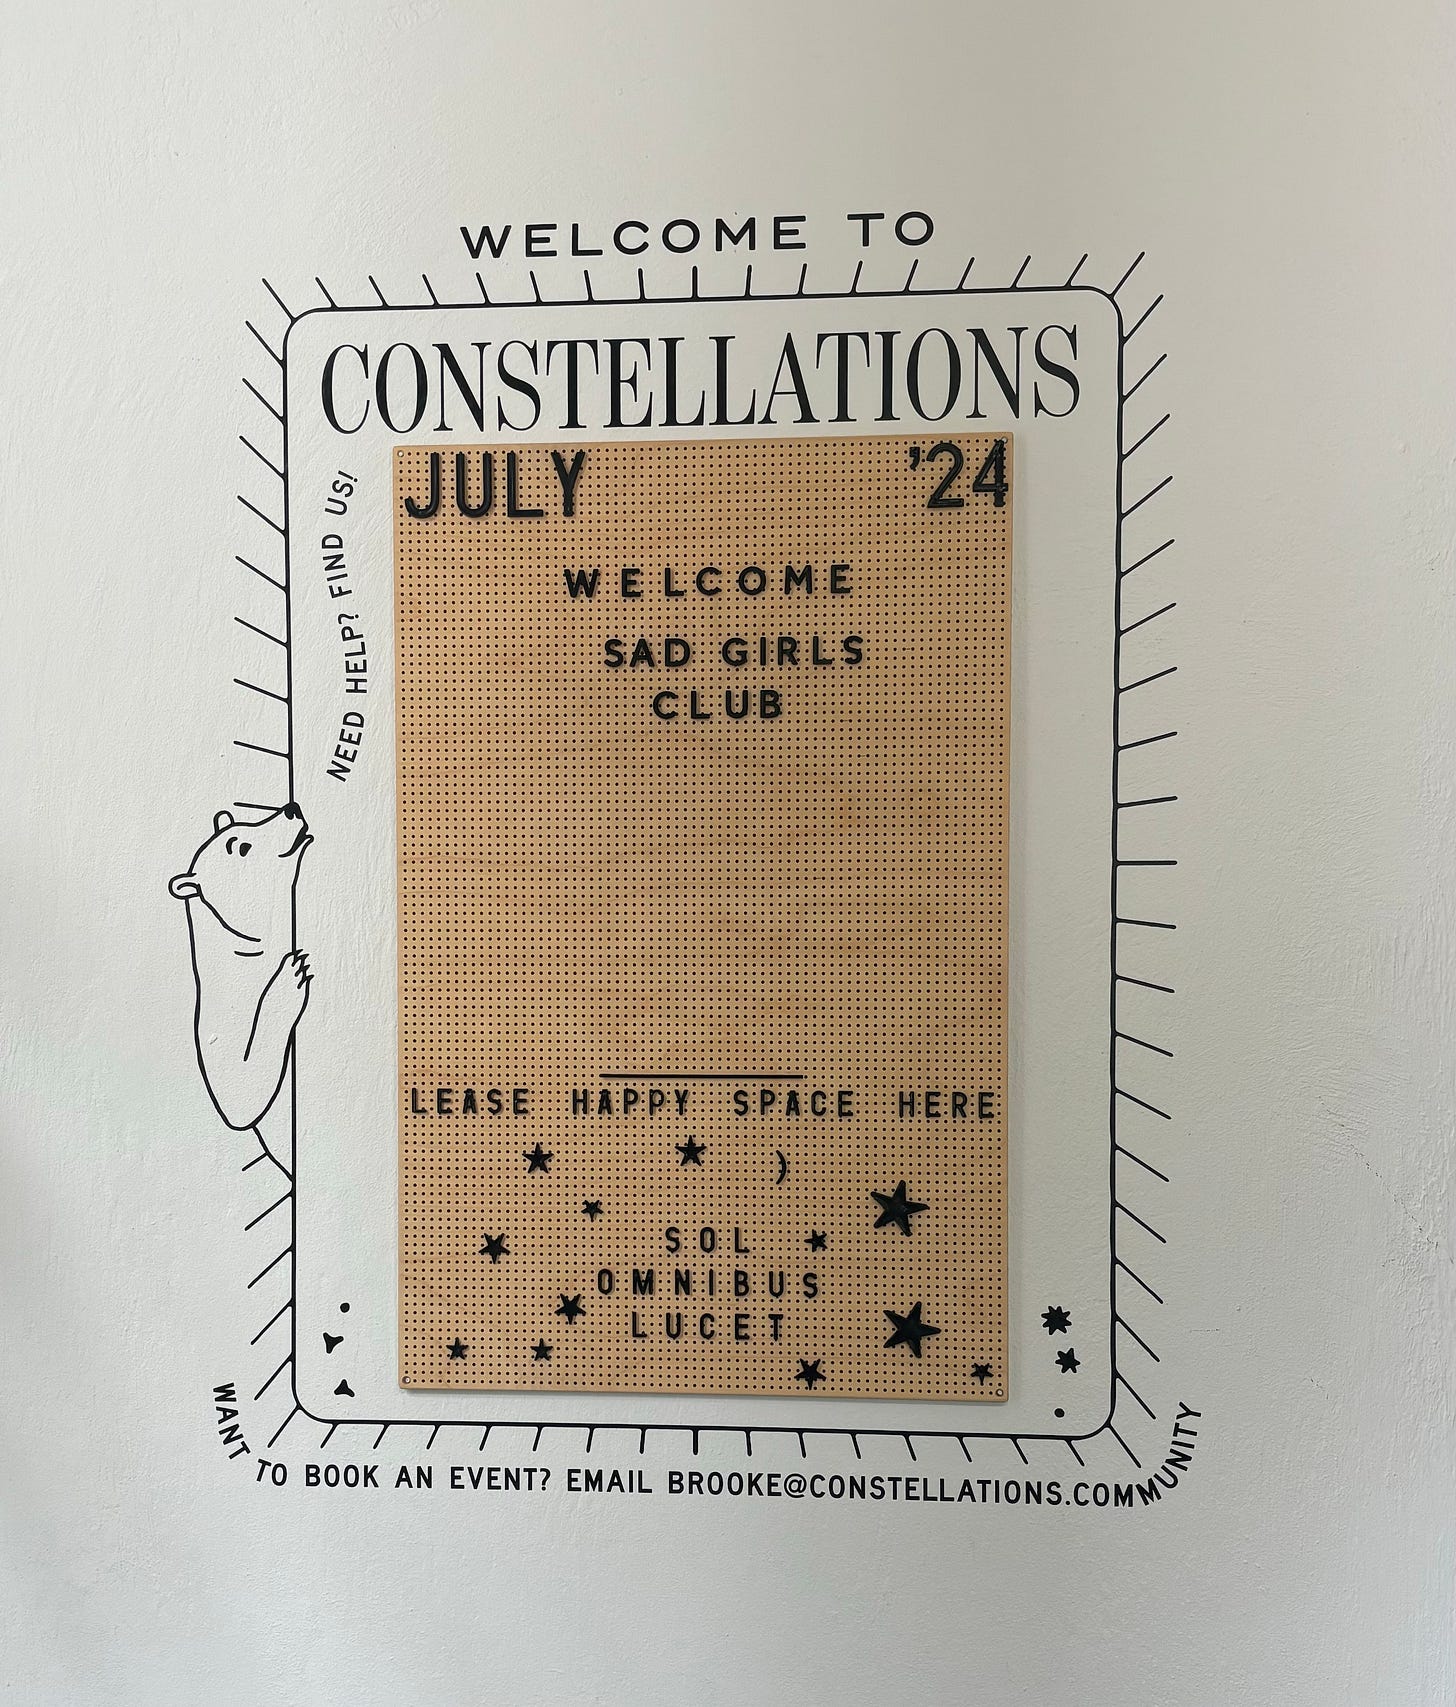 WELCOME TO
CONSTELLATIONS
JULY '24
NEED HELP? FIND US!
WELCOME
SAD GIRLS
CLUB
LEASE HAPPY SPACE HERE
SOL
OMNIBUS
LUCET
WANT TO BOOK AN EVENT? EMAIL BROOKE@CONSTELLATIONS.COMMUNITY